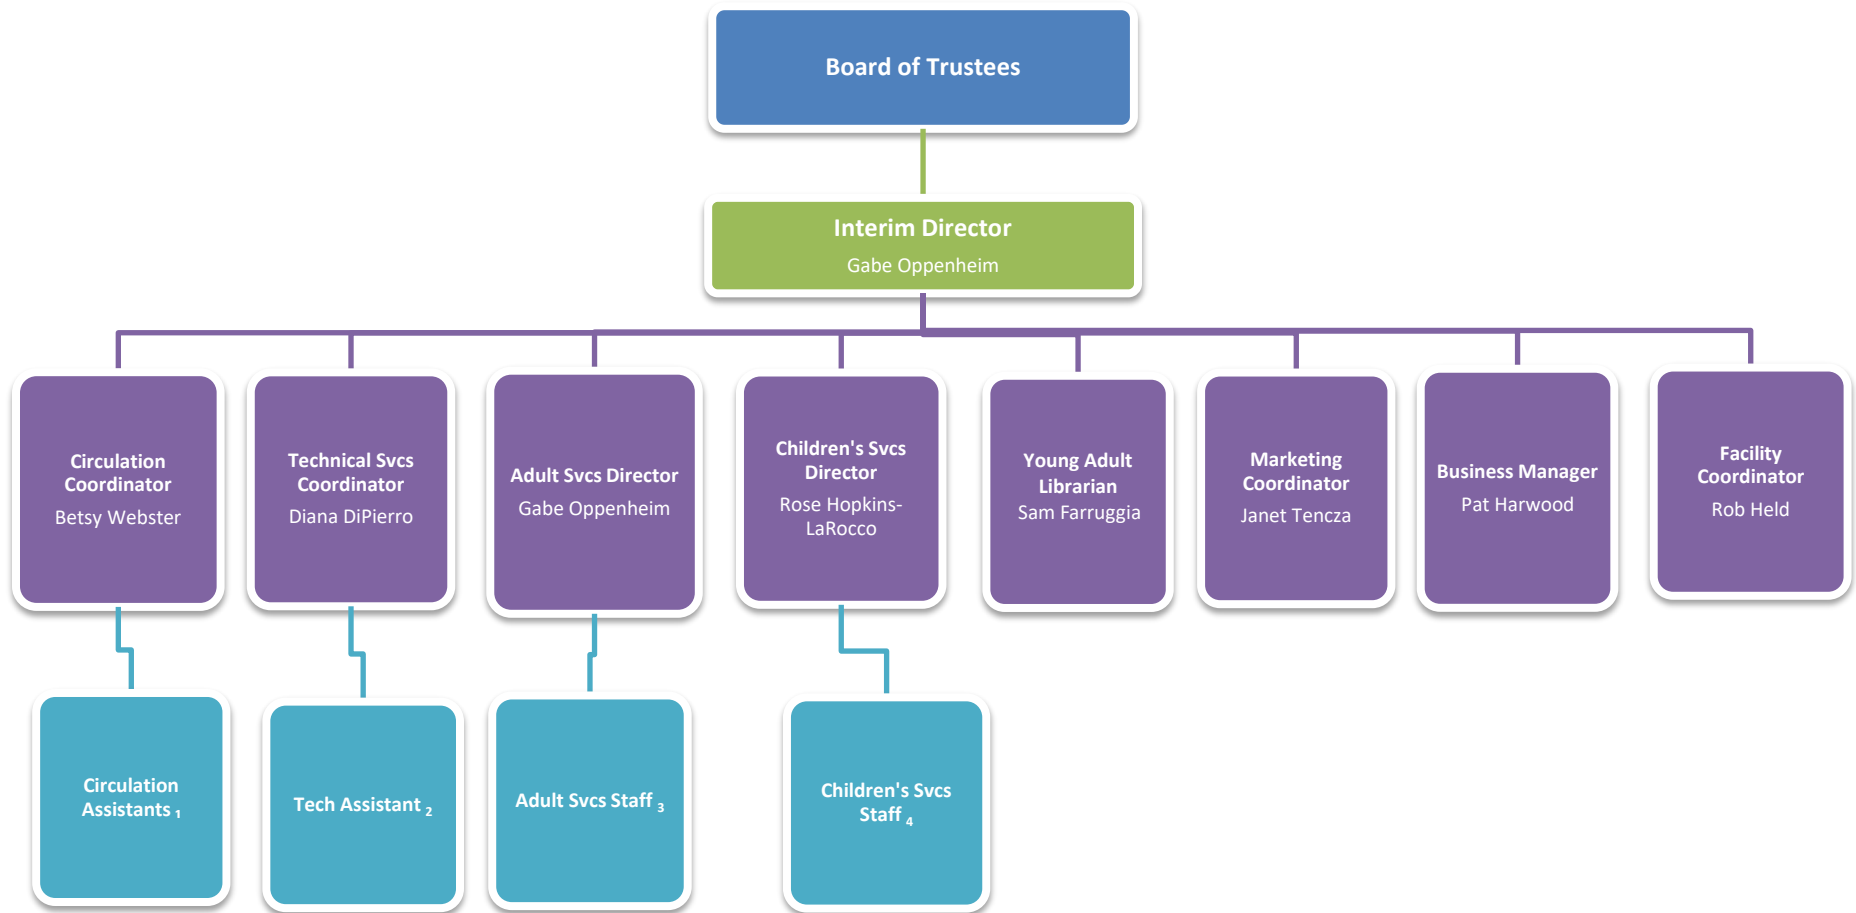 Board of Trustees
Interim Director
Gabe Oppenheim
Circulation
Coordinator
Betsy Webster
Technical Svcs
Coordinator
Diana DiPierro
Adult Svcs Director
Gabe Oppenheim
Children's Svcs
Director
Rose Hopkins-
LaRocco
Young Adult
Librarian
Sam Farruggia
Marketing
Coordinator
Janet Tencza
Business Manager
Pat Harwood
Facility
Coordinator
Rob Held
Circulation
Assistants 1
Tech Assistant 2
Adult Svcs Staff 3
Children's Svcs
Staff 4